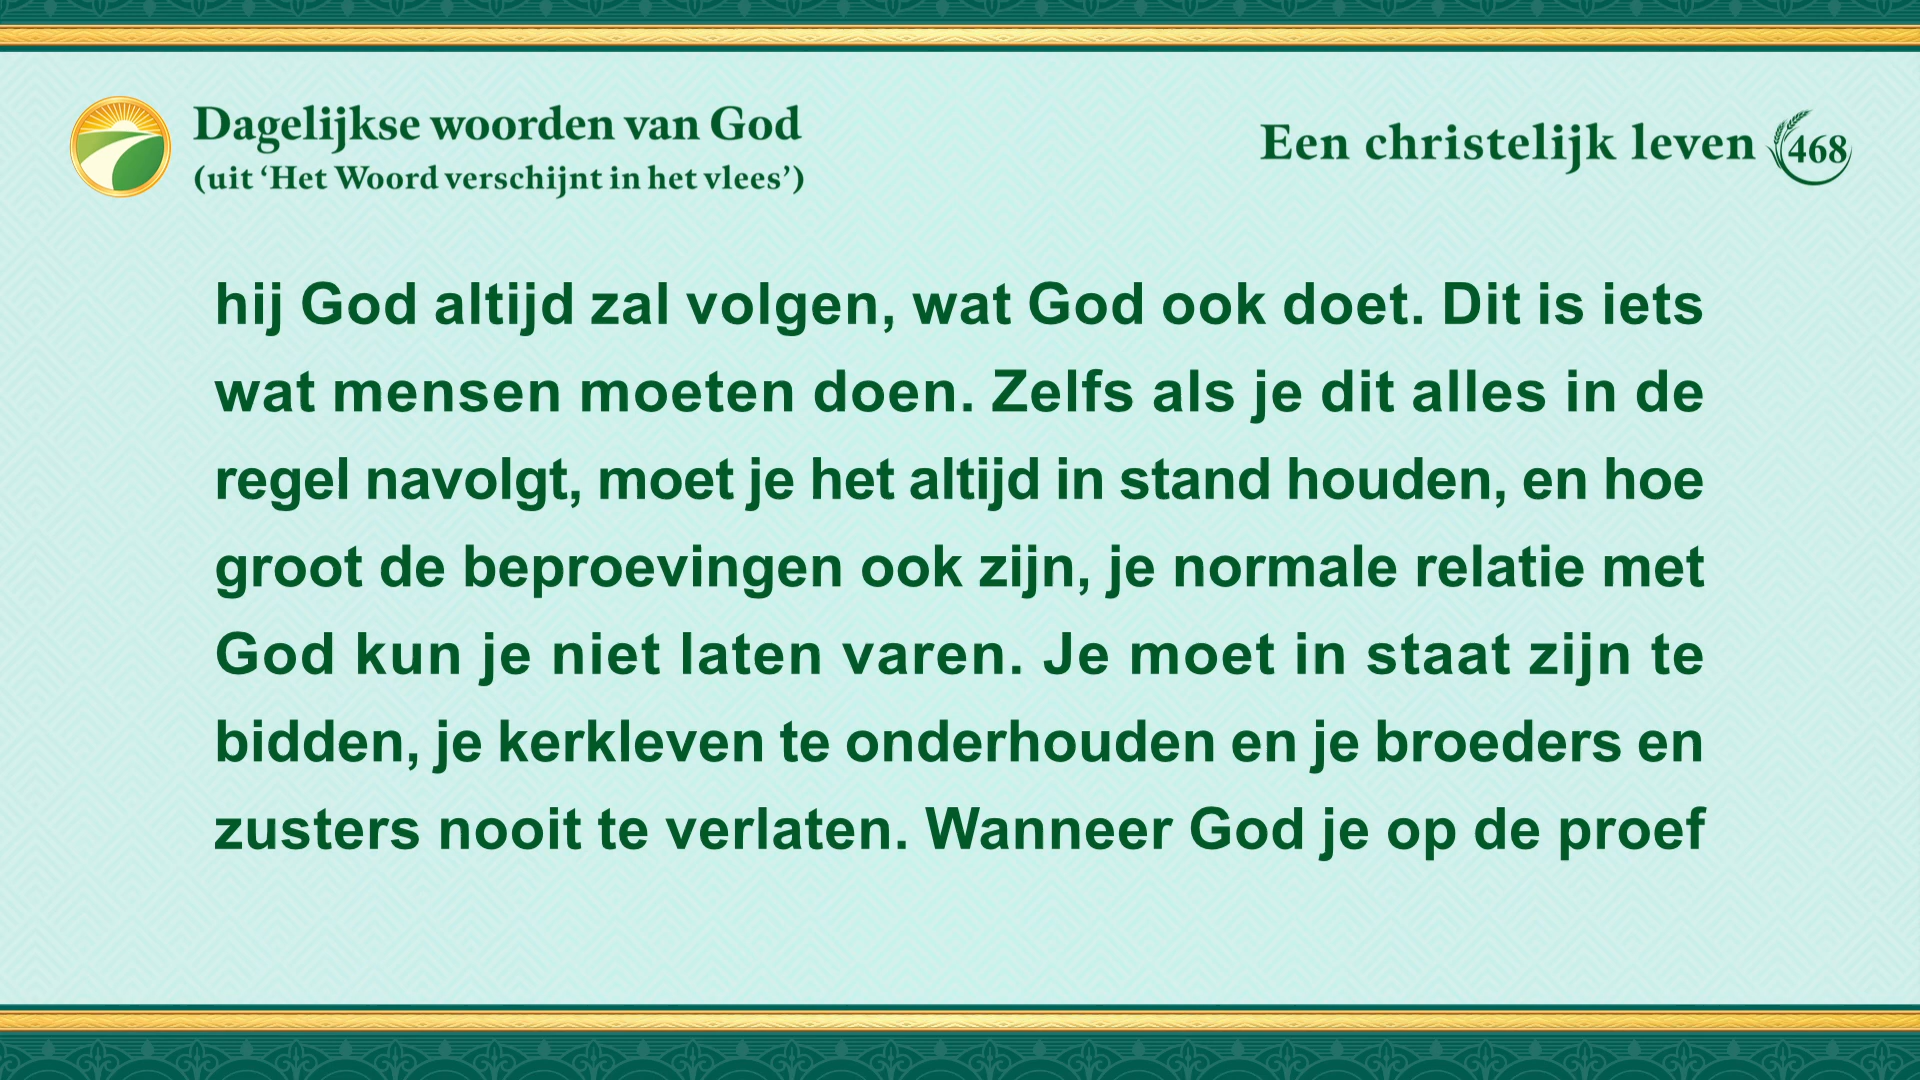 Dagelijkse woorden van God
(uit ‘Het Woord verschijnt in het vlees’)
Een christelijk leven 468
hij God altijd zal volgen, wat God ook doet. Dit is iets
wat mensen moeten doen. Zelfs als je dit alles in de
regel navolgt, moet je het altijd in stand houden, en hoe
groot de beproevingen ook zijn, je normale relatie met
God kun je niet laten varen. Je moet in staat zijn te
bidden, je kerkleven te onderhouden en je broeders en
zusters nooit te verlaten. Wanneer God je op de proef